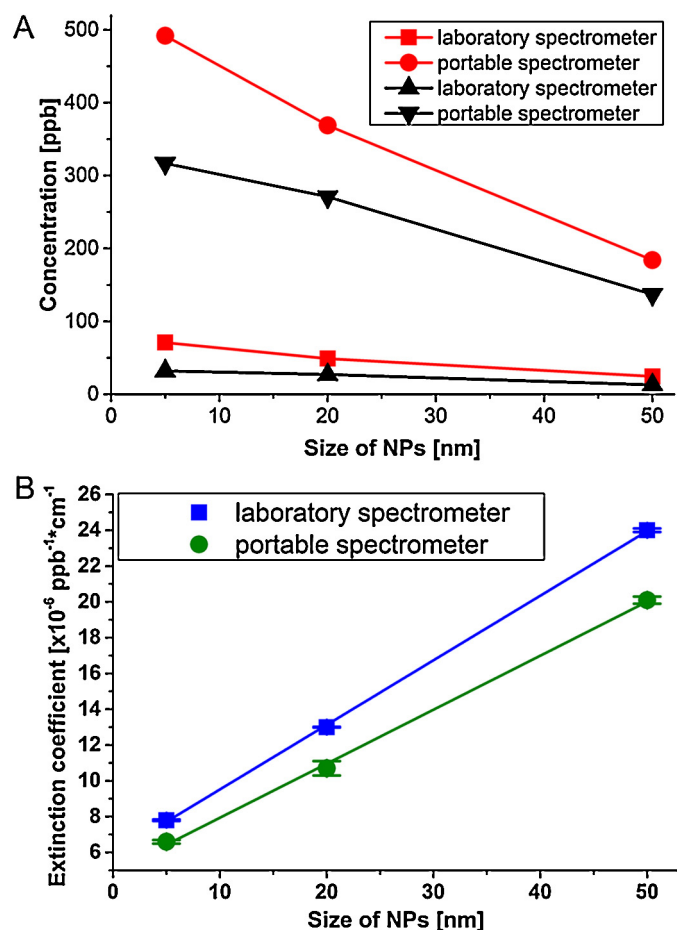 A
Concentration [ppb]
500
400
300
200
100
0
laboratory spectrometer
portable spectrometer
laboratory spectrometer
portable spectrometer
0 10 20 30 40 50
Size of NPs [nm]
B
Extinction coefficient [x10⁻⁶ ppb⁻¹*cm⁻¹]
26
24
22
20
18
16
14
12
10
8
6
laboratory spectrometer
portable spectrometer
0 10 20 30 40 50
Size of NPs [nm]